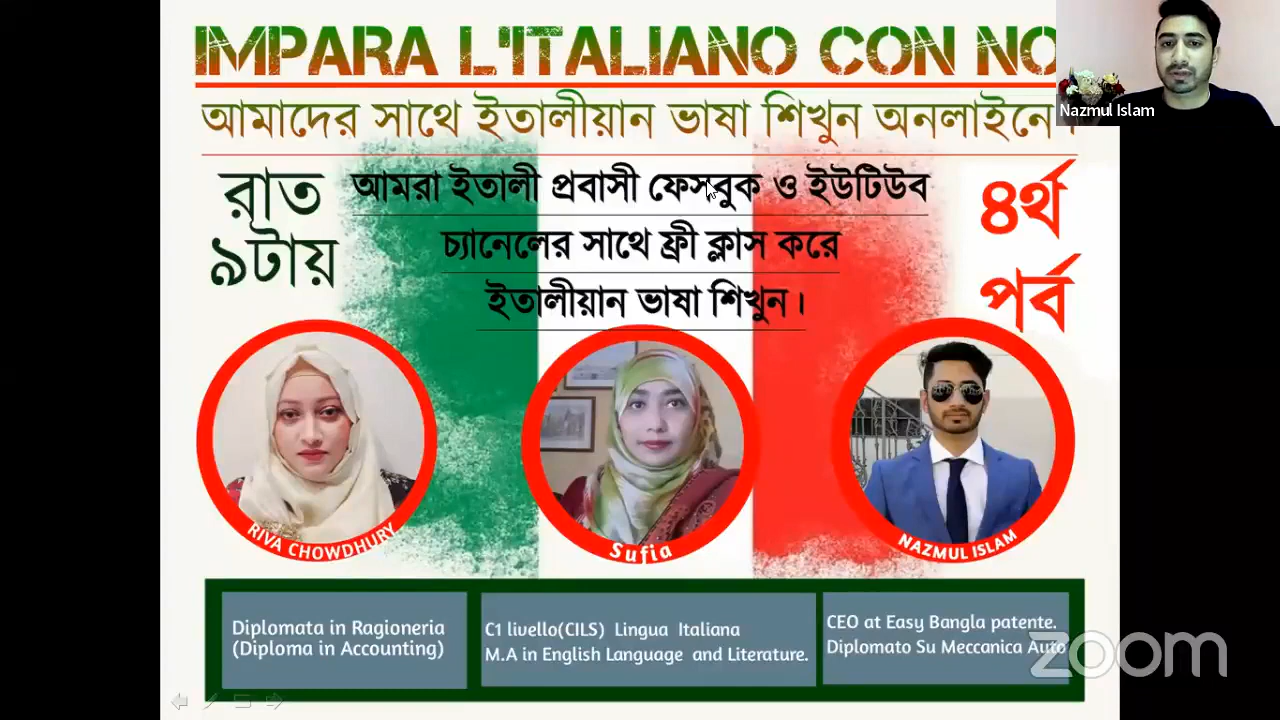 IMPARA L'ITALIANO CON NO
Nazmul Islam
আমাদের সাথে ইতালীয়ান ভাষা শিখুন অনলাইনে।
রাত
৯টায়
আমরা ইতালী প্রবাসী ফেসবুক ও ইউটিউব
চ্যানেলের সাথে ফ্রী ক্লাস করে
ইতালীয়ান ভাষা শিখুন।
৪র্থ
পর্ব
RIVA CHOWDHURY
Sufia
NAZMUL ISLAM
Diplomata in Ragioneria
(Diploma in Accounting)
C1 livello(CILS) Lingua Italiana
M.A in English Language and Literature.
CEO at Easy Bangla patente.
Diplomato Su Meccanica Auto
zoom